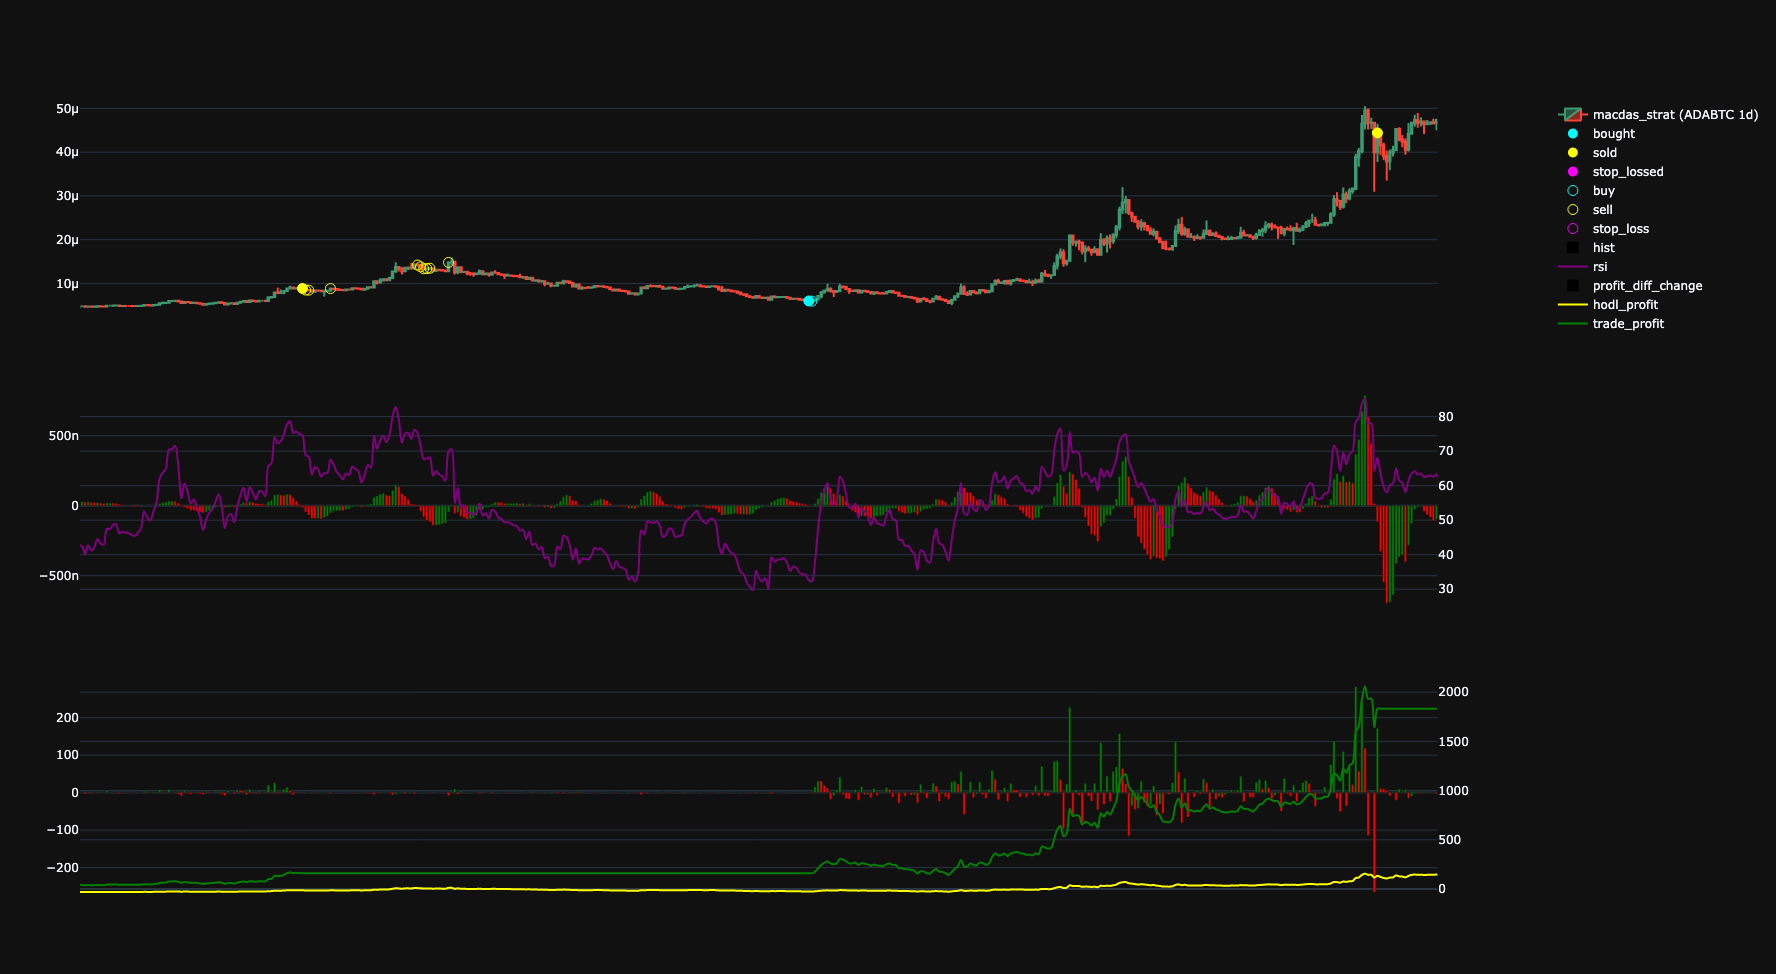 50μ
40μ
30μ
20μ
10μ
macdas_strat (ADABTC 1d)
bought
sold
stop_lossed
buy
sell
stop_loss
hist
rsi
profit_diff_change
hodl_profit
trade_profit
500n
0
−500n
80
70
60
50
40
30
200
100
0
−100
−200
2000
1500
1000
500
0